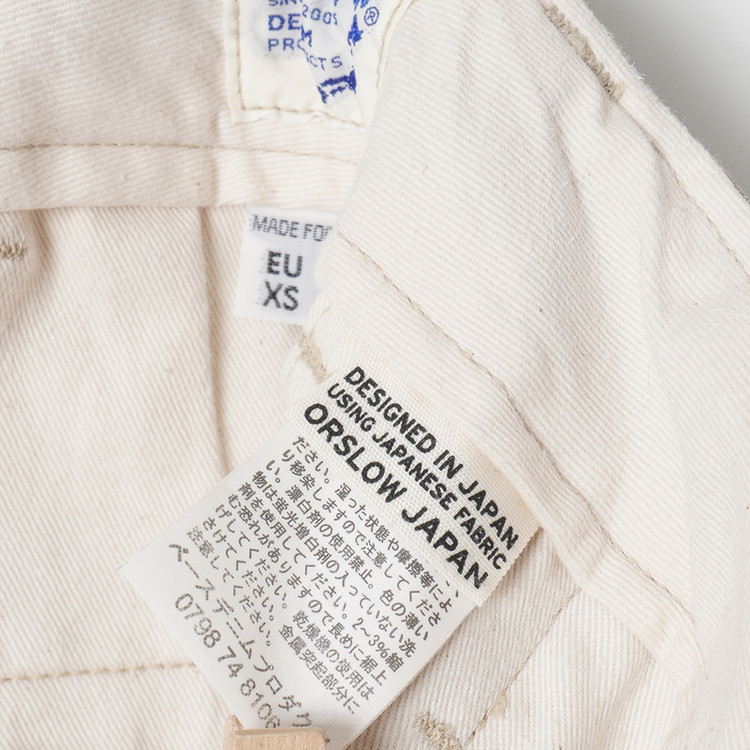 2005
DE
PRO
CTS
®
MADE FOR
EU
XS
DESIGNED IN JAPAN
USING JAPANESE FABRIC
ORSLOW JAPAN
ださい。湿った状態や摩擦等によ
り移染しますので注意してくださ
い。漂白剤の使用禁止。色の薄い
物は蛍光増白剤の入っていない洗
剤を使用してください。2~3%縮
む恐れがありますので長めに裾上
げしてください。乾燥機の使用は
さけてください。金属突起部分に
注意してください。
ベースデニムプロダク
0798 74 8106